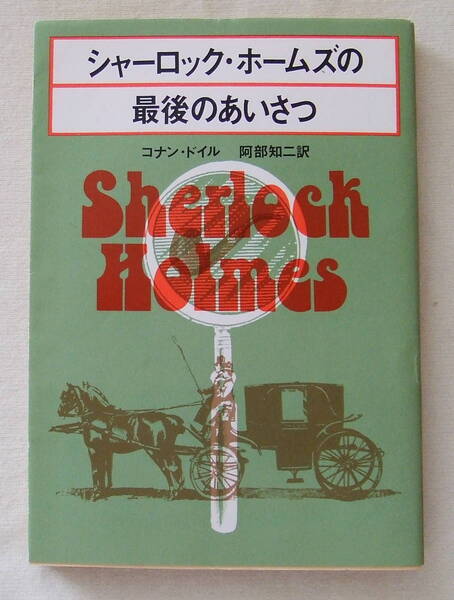 シャーロック・ホームズの
最後のあいさつ
コナン・ドイル 阿部知二訳
Sherlock
Holmes